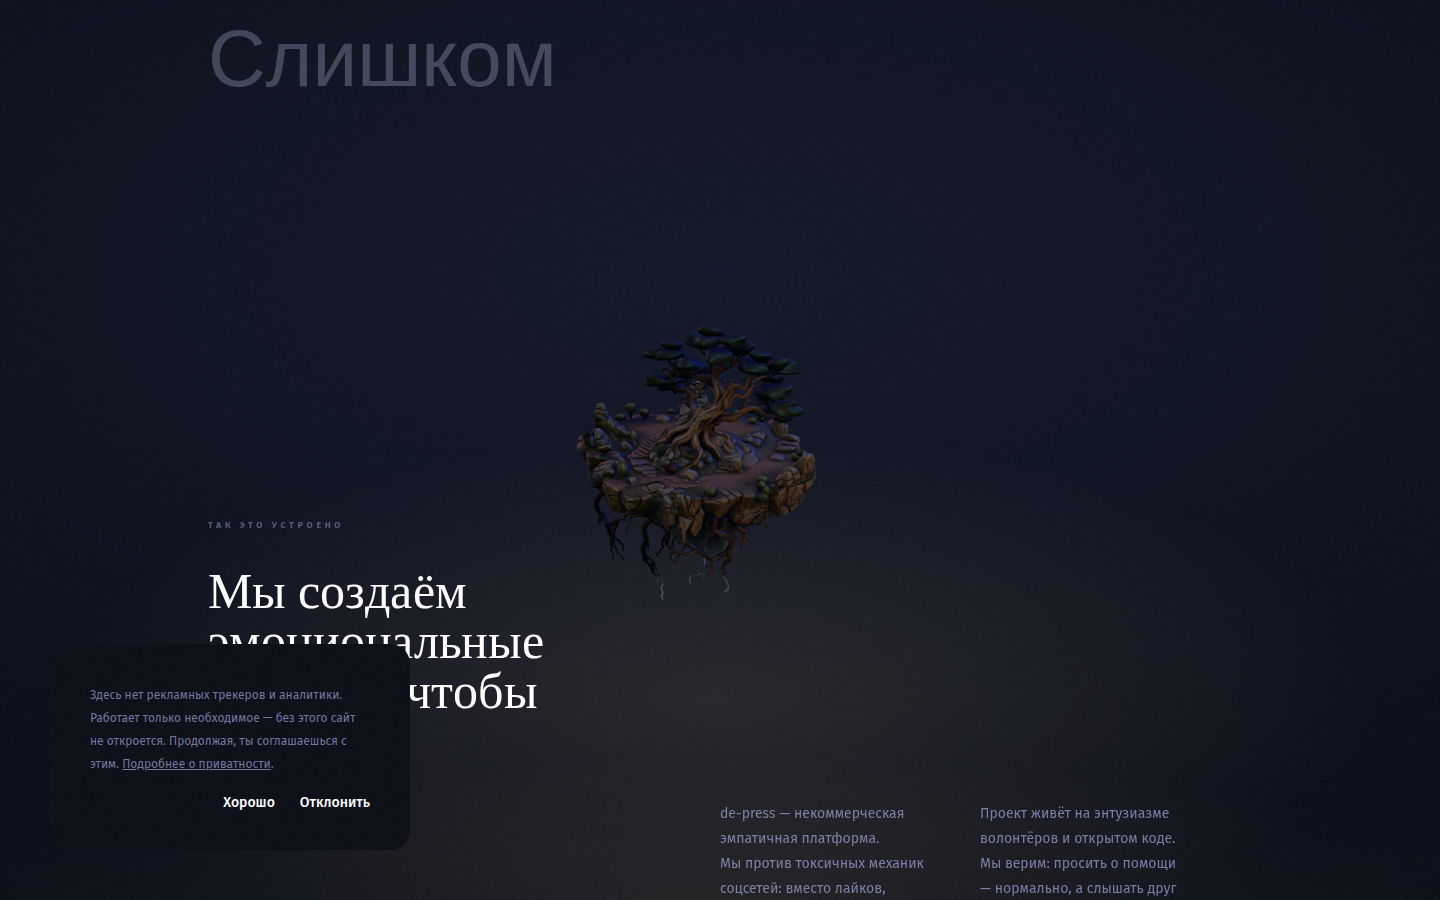 Слишком
ТАК ЭТО УСТРОЕНО
Мы создаём
эмоциональные
чтобы
Здесь нет рекламных трекеров и аналитики.
Работает только необходимое — без этого сайт
не откроется. Продолжая, ты соглашаешься с
этим. Подробнее о приватности.
Хорошо Отклонить
de-press — некоммерческая
эмпатичная платформа.
Мы против токсичных механик
соцсетей: вместо лайков,
Проект живёт на энтузиазме
волонтёров и открытом коде.
Мы верим: просить о помощи
— нормально, а слышать друг